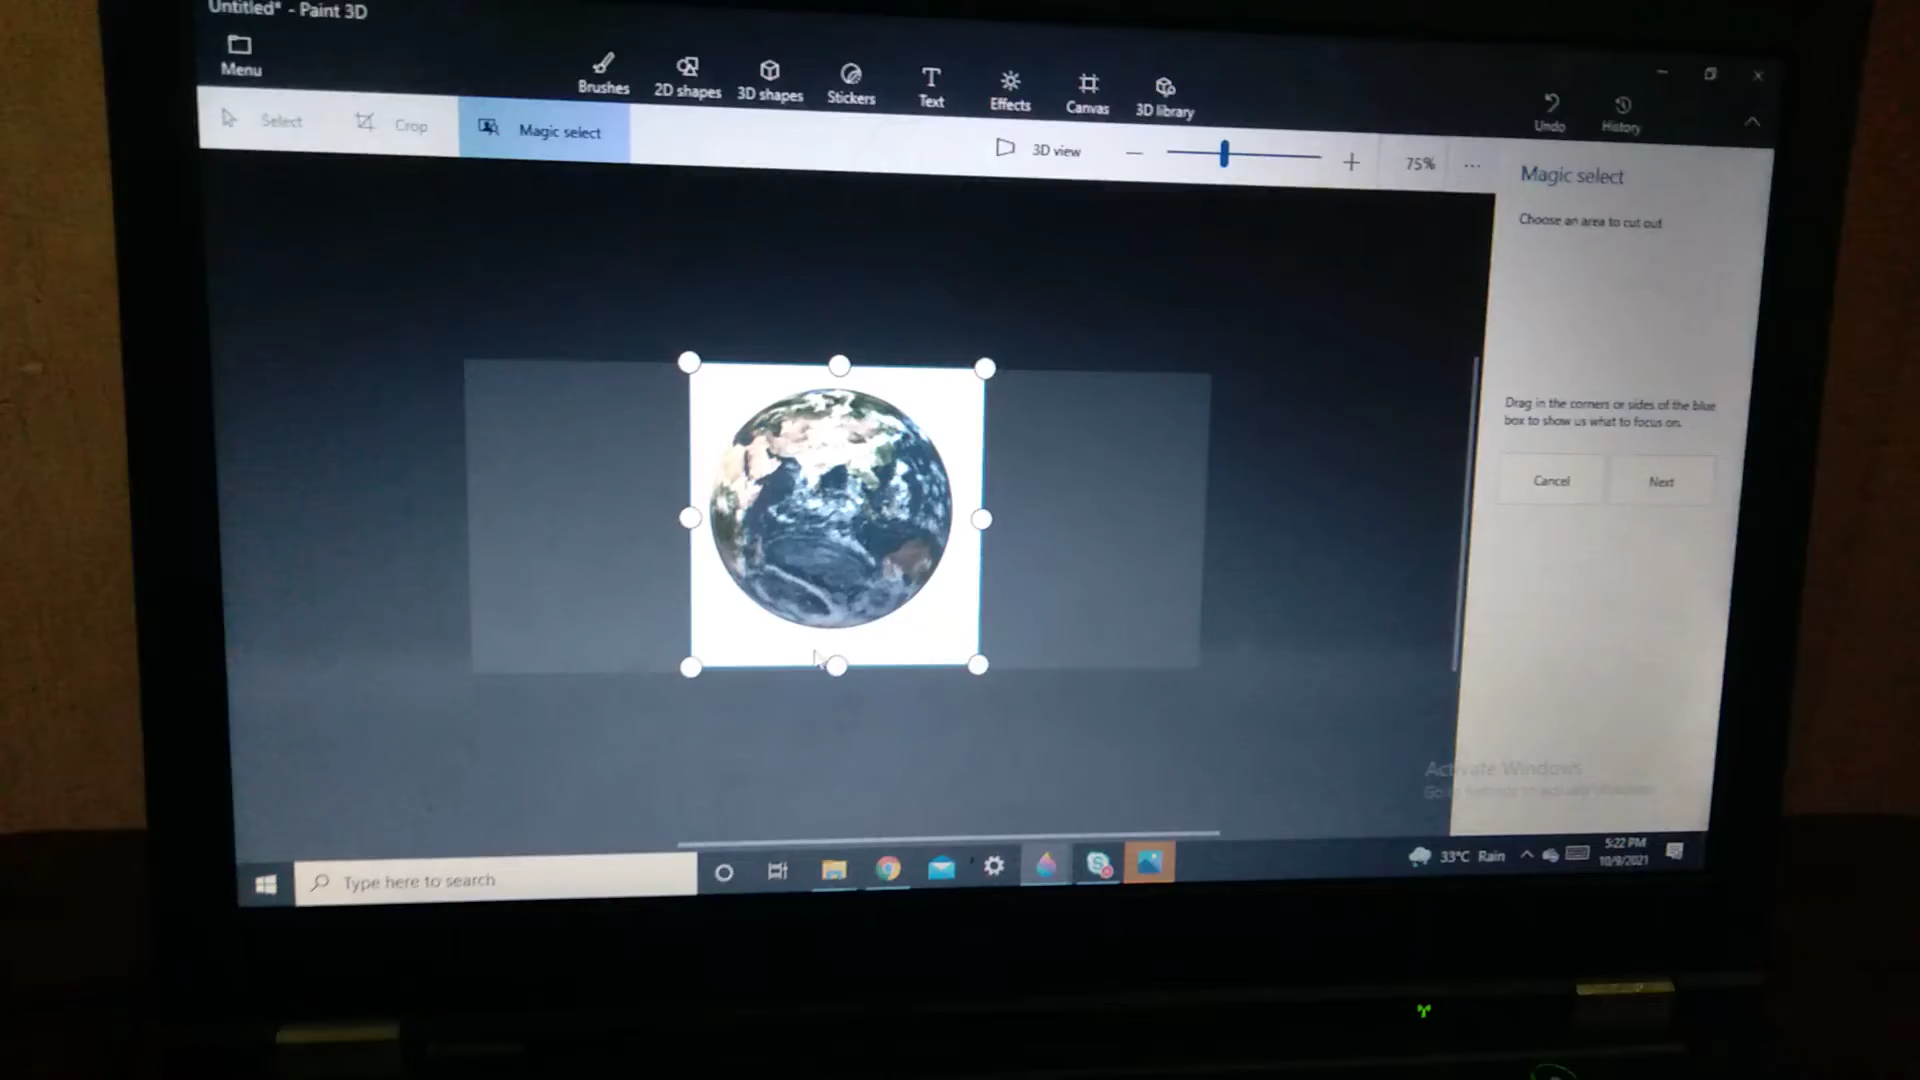 Untitled* - Paint 3D
Menu
Brushes
2D shapes
3D shapes
Stickers
Text
Effects
Canvas
3D library
Undo
History
Select
Crop
Magic select
3D view
75%
Magic select
Choose an area to cut out
Drag in the corners or sides of the blue
box to show us what to focus on.
Cancel
Next
Activate Windows
Type here to search
33°C Rain
5:22 PM
10/9/2021